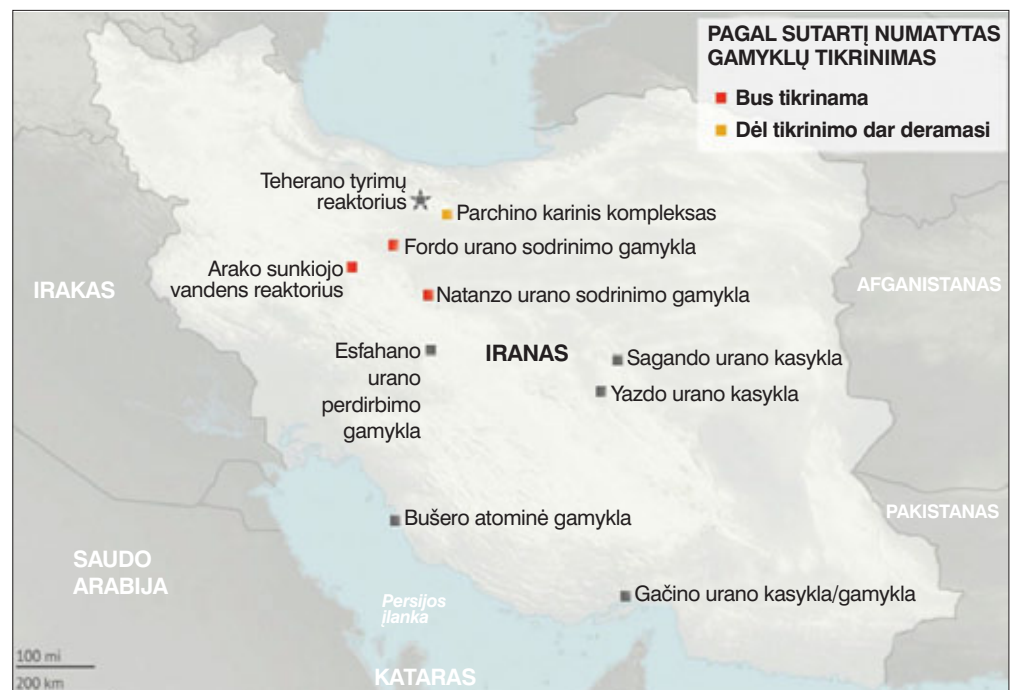 PAGAL SUTARTĮ NUMATYTAS
GAMYKLŲ TIKRINIMAS
Bus tikrinama
Dėl tikrinimo dar deramasi
Teherano tyrimų
reaktorius
Parchino karinis kompleksas
Fordo urano sodrinimo gamykla
Arako sunkiojo
vandens reaktorius
IRAKAS
AFGANISTANAS
Natanzo urano sodrinimo gamykla
Esfahano
urano
perdirbimo
gamykla
IRANAS
Sagando urano kasykla
Yazdo urano kasykla
Bušero atominė gamykla
PAKISTANAS
SAUDO
ARABIJA
Gačino urano kasykla/gamykla
Persijos
įlanka
KATARAS
100 mi
200 km